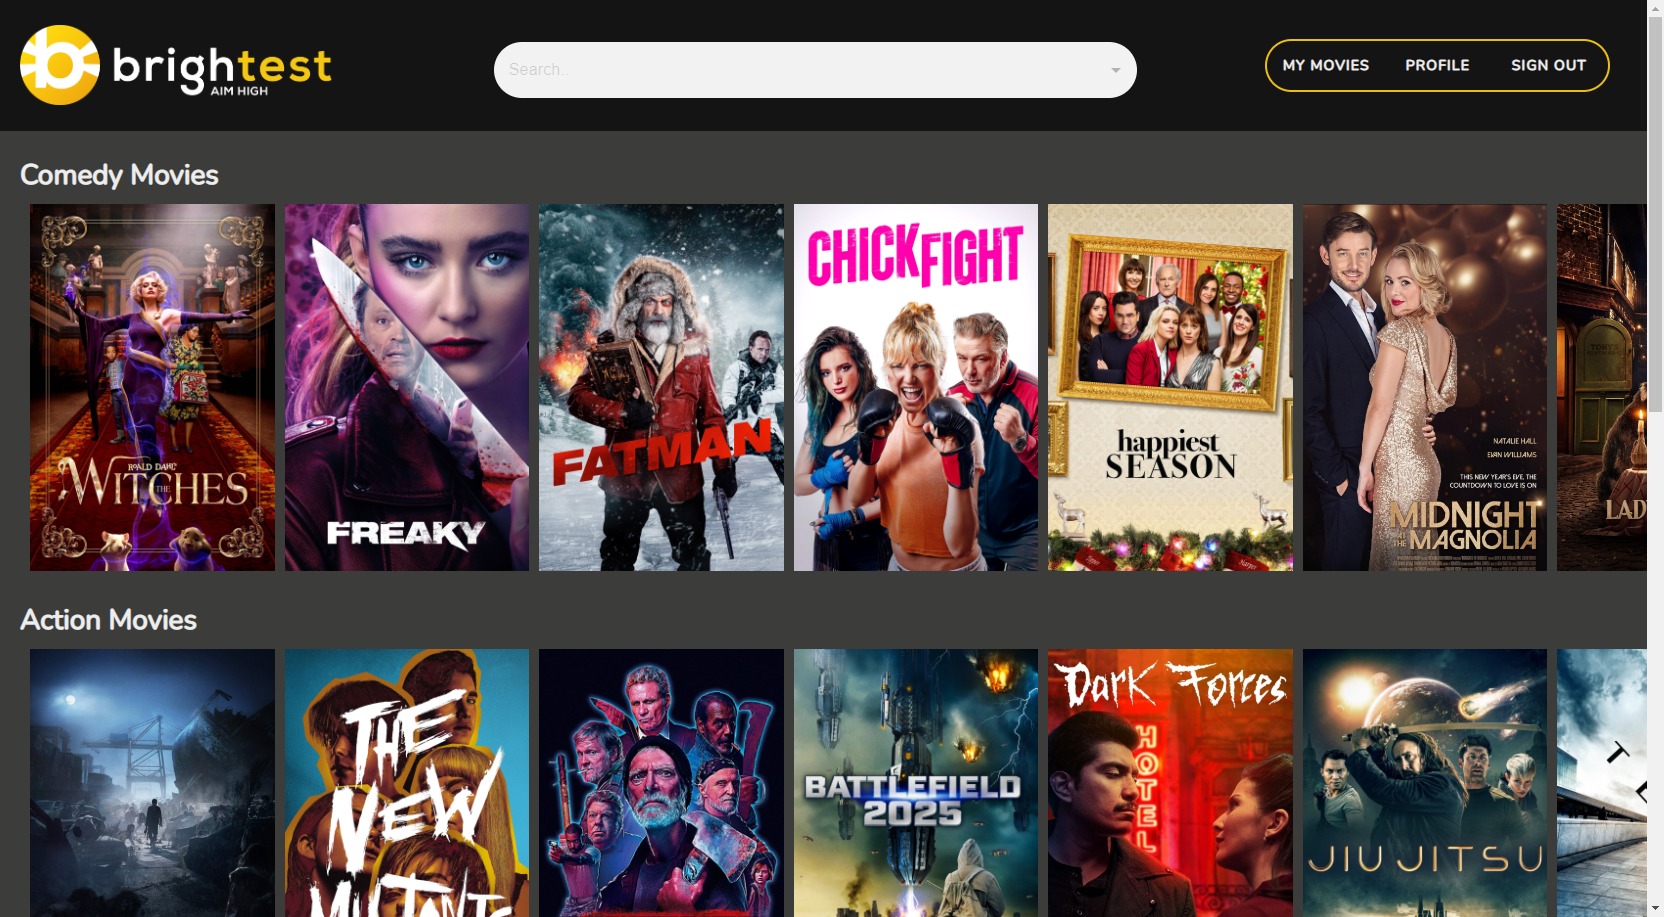 brightest
AIM HIGH
Search..
MY MOVIES
PROFILE
SIGN OUT
Comedy Movies
ROALD DAHL'S
THE WITCHES
FREAKY
FATMAN
CHICK FIGHT
happiest
SEASON
NATALIE HALL
EVAN WILLIAMS
THIS NEW YEAR'S EVE, THE
COUNTDOWN TO LOVE IS ON
MIDNIGHT
AT THE MAGNOLIA
LAD
Action Movies
THE
NEW
MUTANTS
BATTLEFIELD
2025
Dark Forces
HOTEL
JIU JITSU